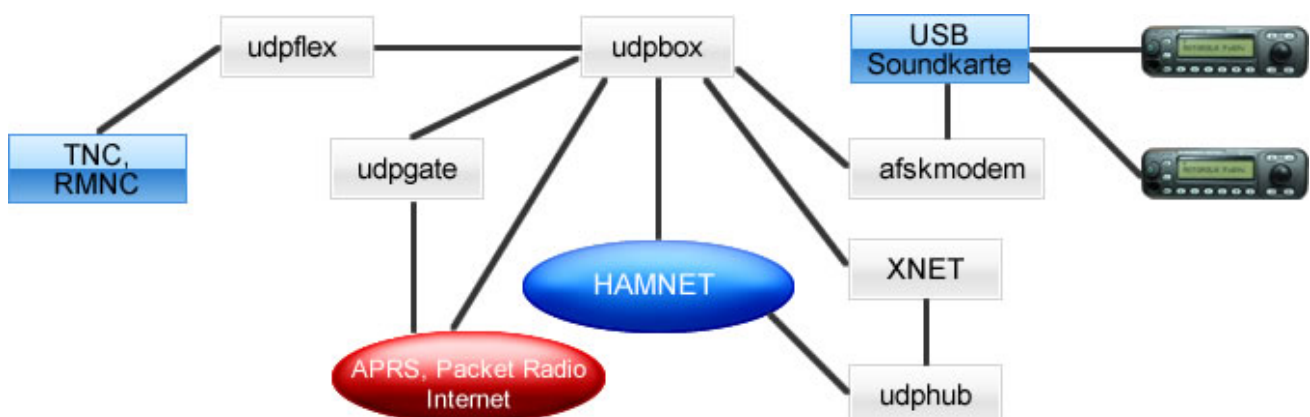 udpflex
udpbox
USB
Soundkarte
TNC,
RMNC
udpgate
afskmodem
HAMNET
XNET
APRS, Packet Radio
Internet
udphub